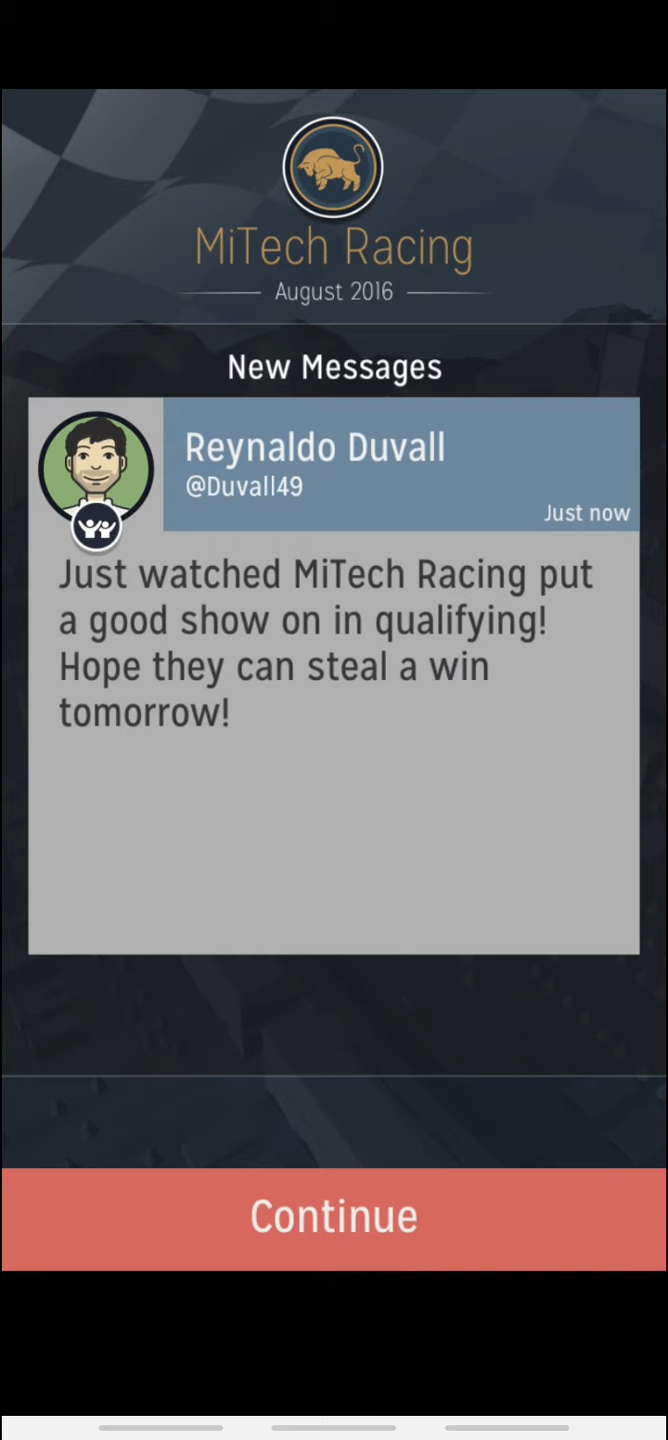 MiTech Racing
August 2016
New Messages
Reynaldo Duvall
@Duvall49
Just now
Just watched MiTech Racing put
a good show on in qualifying!
Hope they can steal a win
tomorrow!
Continue